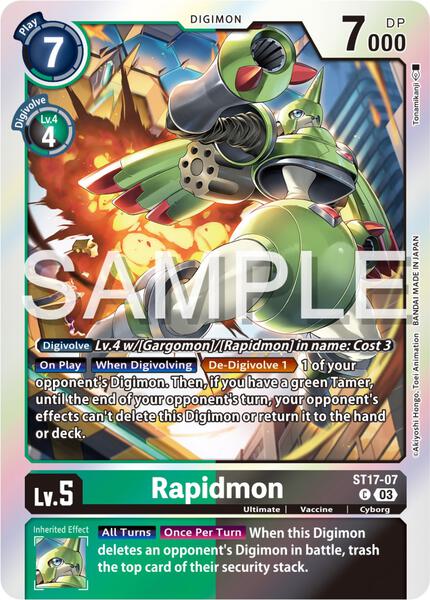 Play
7
DIGIMON
7000 DP
Digivolve
Lv.4
4
Tonamikanji
SAMPLE
©Akiyoshi Hongo, Toei Animation BANDAI MADE IN JAPAN
Digivolve Lv.4 w/[Gargomon]/[Rapidmon] in name: Cost 3
On Play When Digivolving De-Digivolve 1 1 of your
opponent's Digimon. Then, if you have a green Tamer,
until the end of your opponent's turn, your opponent's
effects can't delete this Digimon or return it to the hand
or deck.
Lv.5
Rapidmon
ST17-07
C 03
Ultimate | Vaccine | Cyborg
Inherited Effect
All Turns Once Per Turn When this Digimon
deletes an opponent's Digimon in battle, trash
the top card of their security stack.